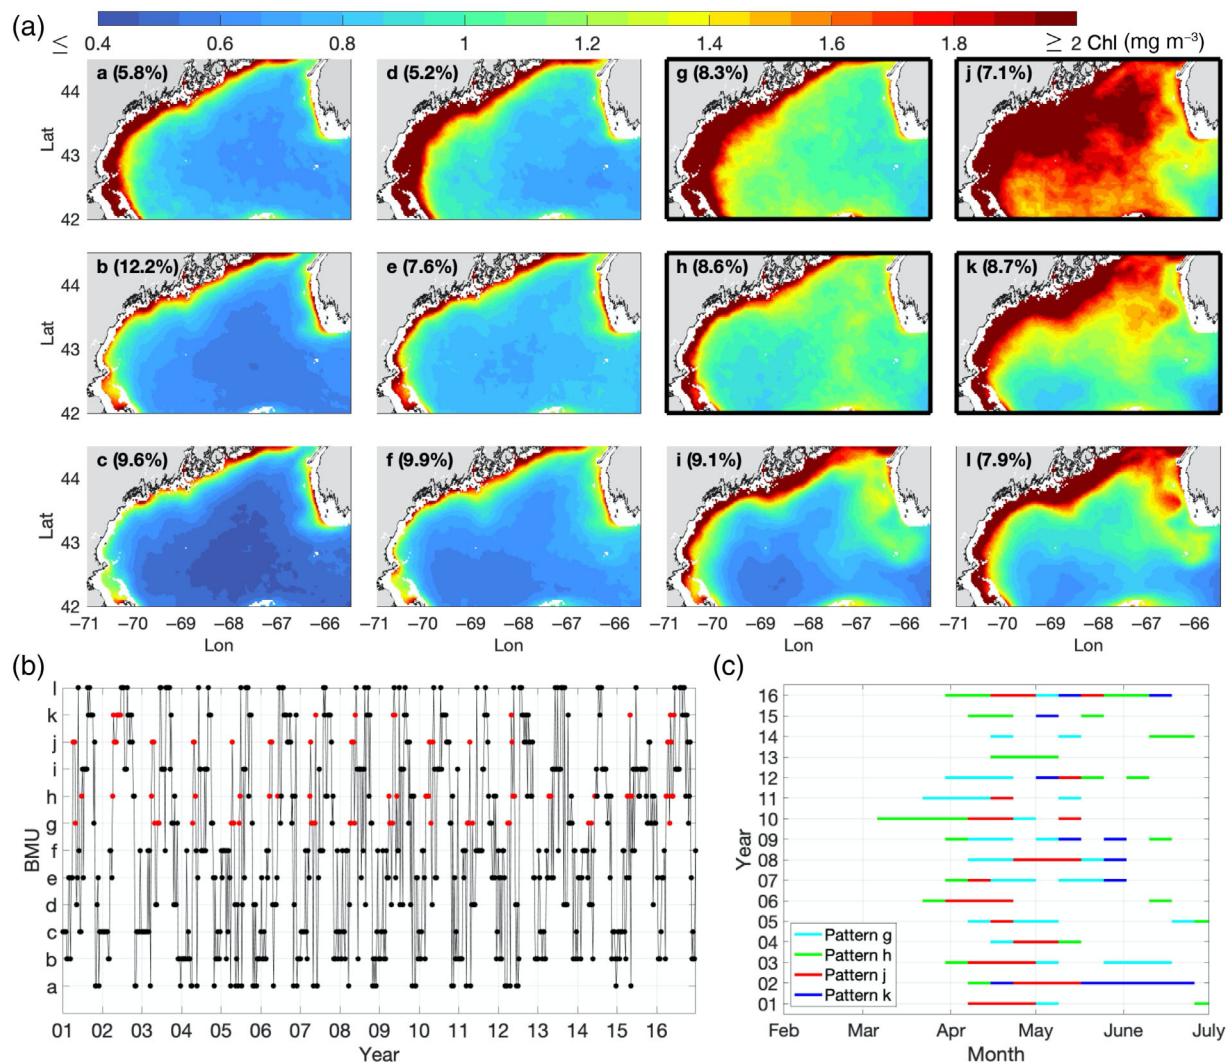 (a)
≤ 0.4 0.6 0.8 1 1.2 1.4 1.6 1.8 ≥ 2 Chl (mg m⁻³)
a (5.8%) d (5.2%) g (8.3%) j (7.1%)
44
43
42
Lat
b (12.2%) e (7.6%) h (8.6%) k (8.7%)
44
43
42
Lat
c (9.6%) f (9.9%) i (9.1%) l (7.9%)
44
43
42
Lat
−71 −70 −69 −68 −67 −66 −71 −70 −69 −68 −67 −66 −71 −70 −69 −68 −67 −66 −71 −70 −69 −68 −67 −66
Lon Lon Lon Lon
(b)
l
k
j
i
h
g
f
e
d
c
b
a
BMU
01 02 03 04 05 06 07 08 09 10 11 12 13 14 15 16
Year
(c)
16
15
14
13
12
11
10
09
08
07
06
05
04
03
02
01
Year
Pattern g
Pattern h
Pattern j
Pattern k
Feb Mar Apr May June July
Month